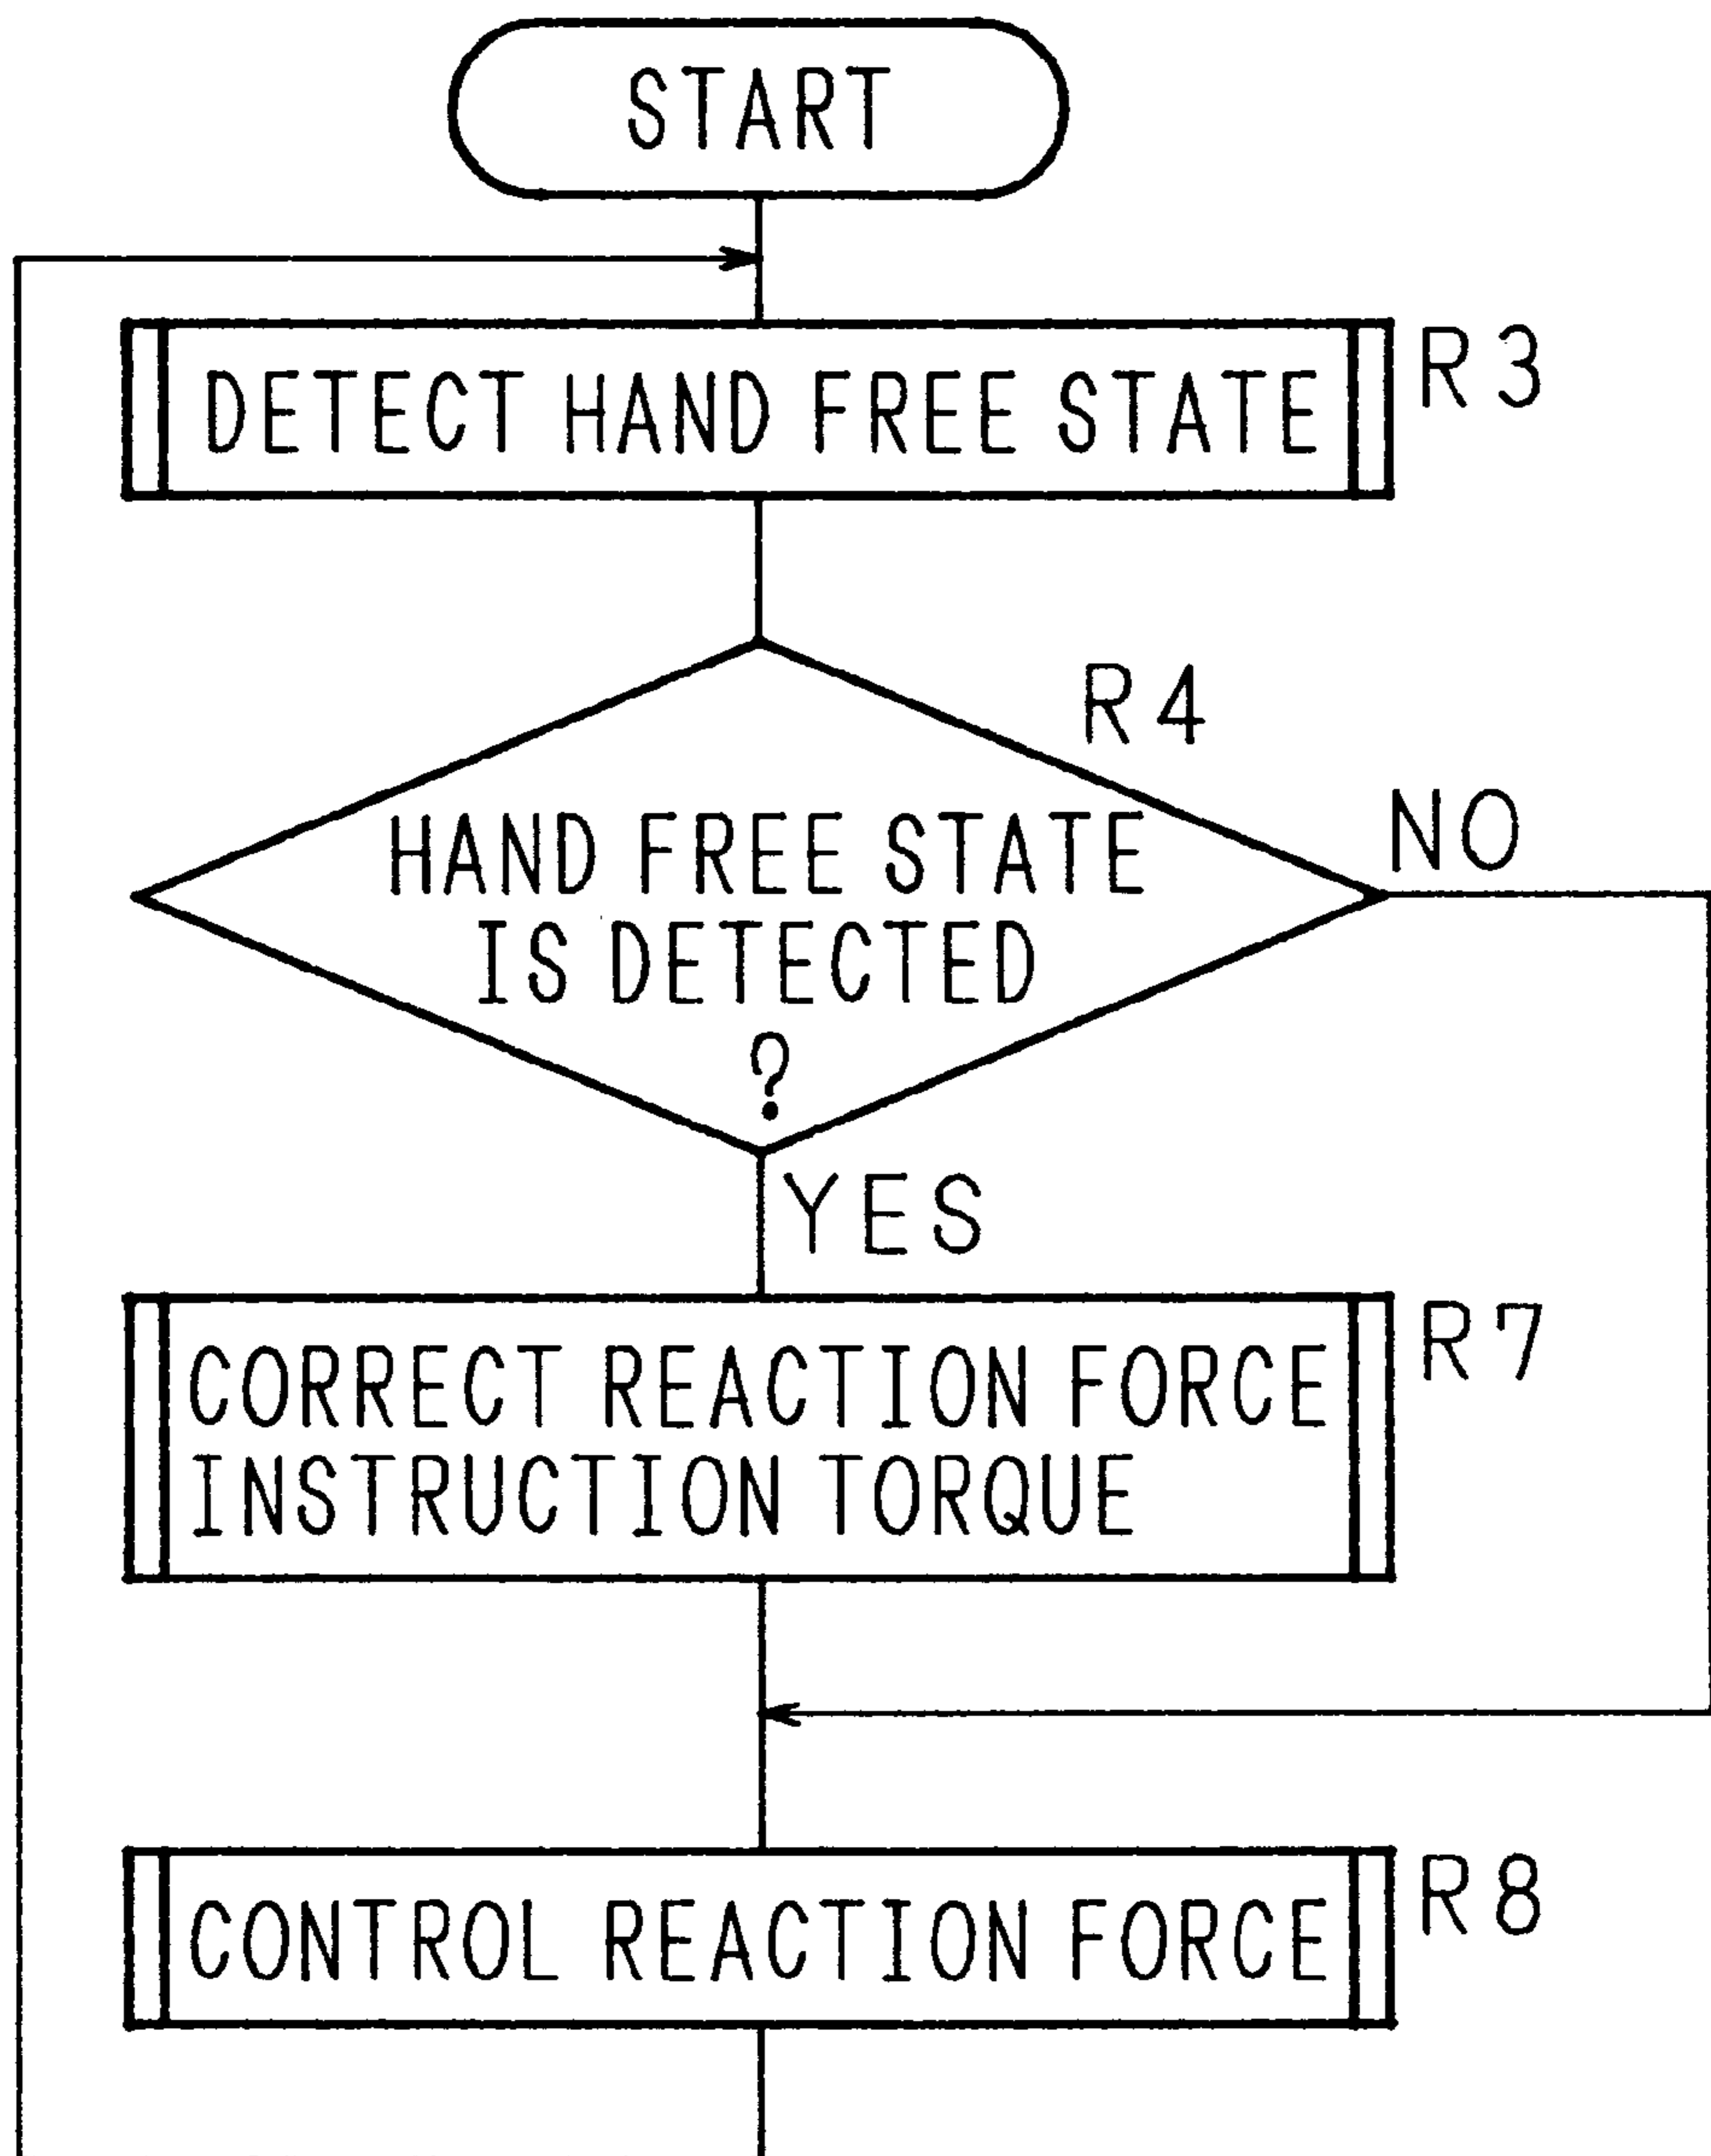 START
DETECT HAND FREE STATE
R3
R4
HAND FREE STATE
IS DETECTED
?
NO
YES
CORRECT REACTION FORCE
INSTRUCTION TORQUE
R7
CONTROL REACTION FORCE
R8